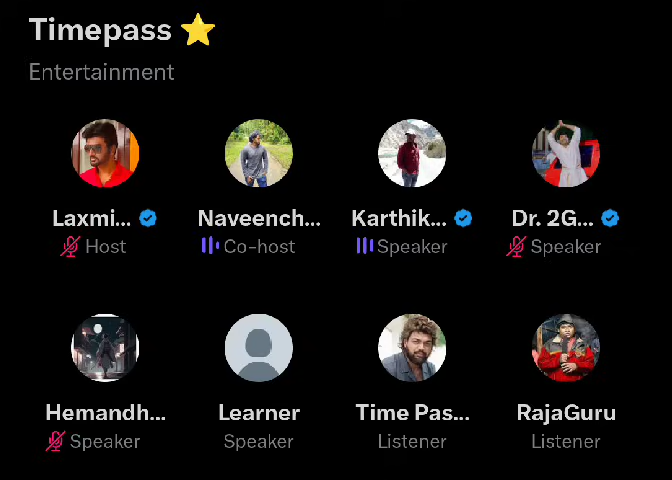 Timepass ⭐
Entertainment
Laxmi... Naveench... Karthik... Dr. 2G...
Host Co-host Speaker Speaker
Hemandh... Learner Time Pas... RajaGuru
Speaker Speaker Listener Listener